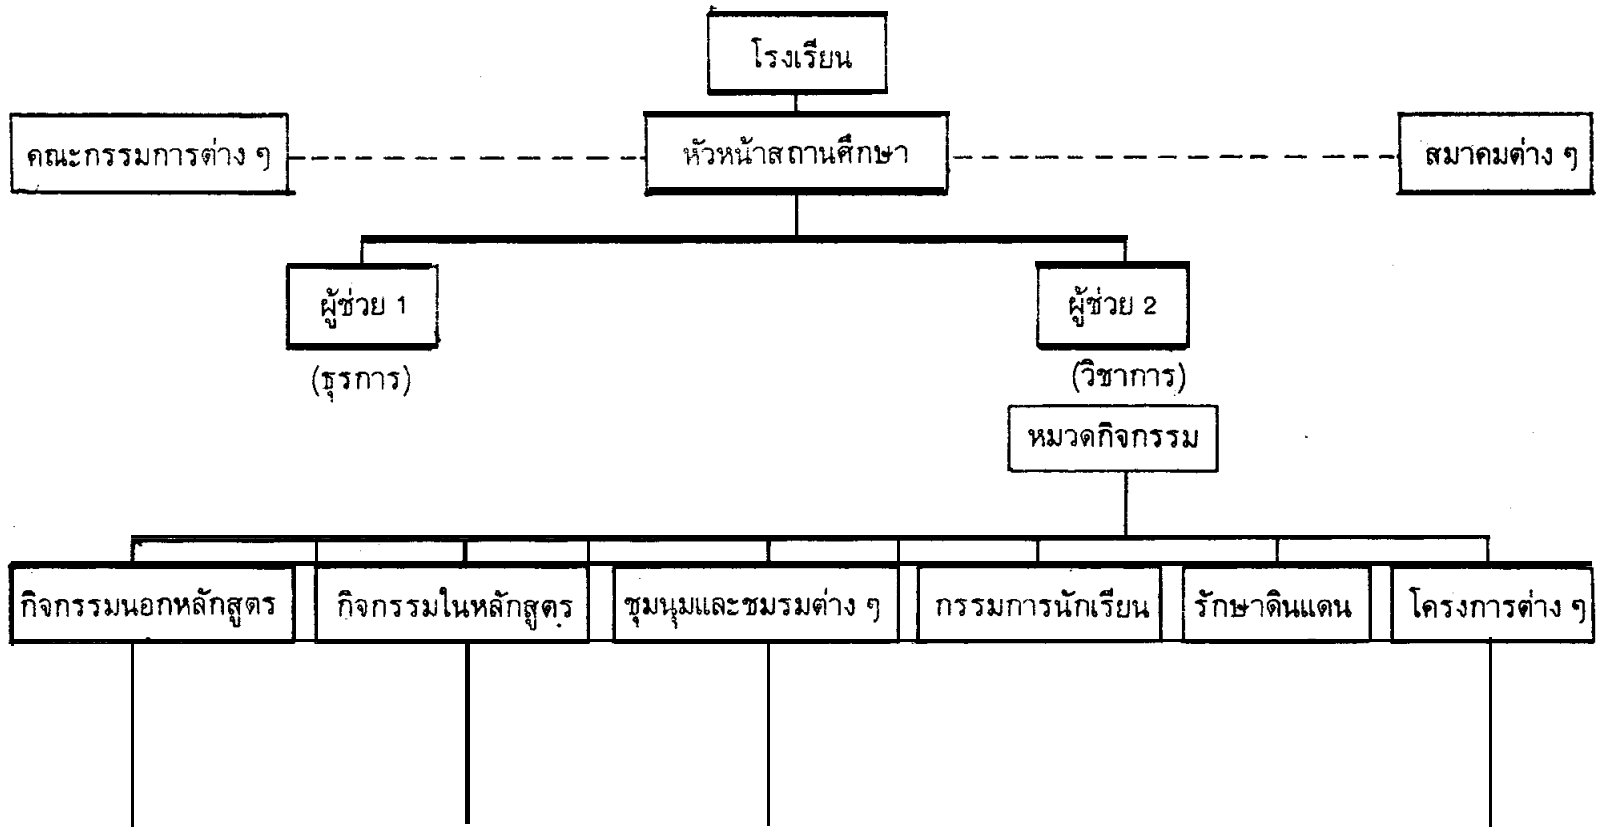 โรงเรียน
คณะกรรมการต่าง ๆ
หัวหน้าสถานศึกษา
สมาคมต่าง ๆ
ผู้ช่วย 1
ผู้ช่วย 2
(ธุรการ)
(วิชาการ)
หมวดกิจกรรม
กิจกรรมนอกหลักสูตร
กิจกรรมในหลักสูตร
ชุมนุมและชมรมต่าง ๆ
กรรมการนักเรียน
รักษาดินแดน
โครงการต่าง ๆ